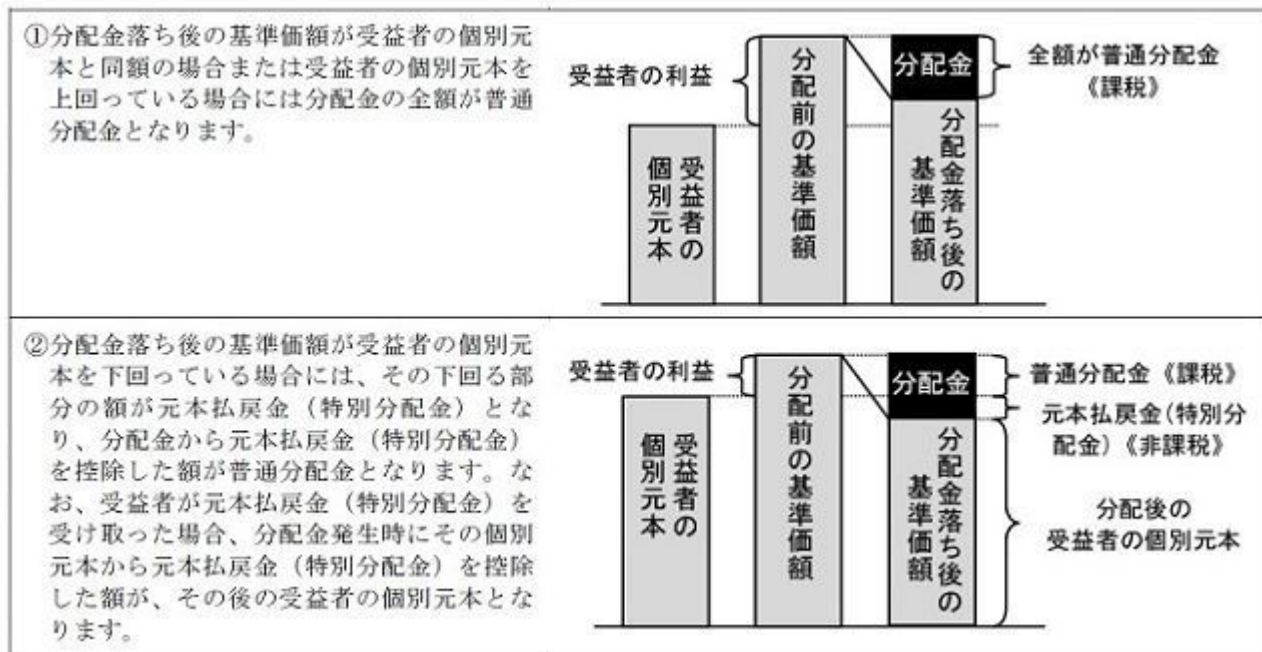 ①分配金落ち後の基準価額が受益者の個別元
本と同額の場合または受益者の個別元本を
上回っている場合には分配金の全額が普通
分配金となります。
受益者の利益
受益者の
個別元本
分配前の基準価額
分配金
分配金落ち後の
基準価額
全額が普通分配金
《課税》
②分配金落ち後の基準価額が受益者の個別元
本を下回っている場合には、その下回る部
分の額が元本払戻金（特別分配金）とな
り、分配金から元本払戻金（特別分配金）
を控除した額が普通分配金となります。な
お、受益者が元本払戻金（特別分配金）を
受け取った場合、分配金発生時にその個別
元本から元本払戻金（特別分配金）を控除
した額が、その後の受益者の個別元本とな
ります。
受益者の利益
受益者の
個別元本
分配前の基準価額
分配金
分配金落ち後の
基準価額
普通分配金《課税》
元本払戻金(特別分
配金)《非課税》
分配後の
受益者の個別元本